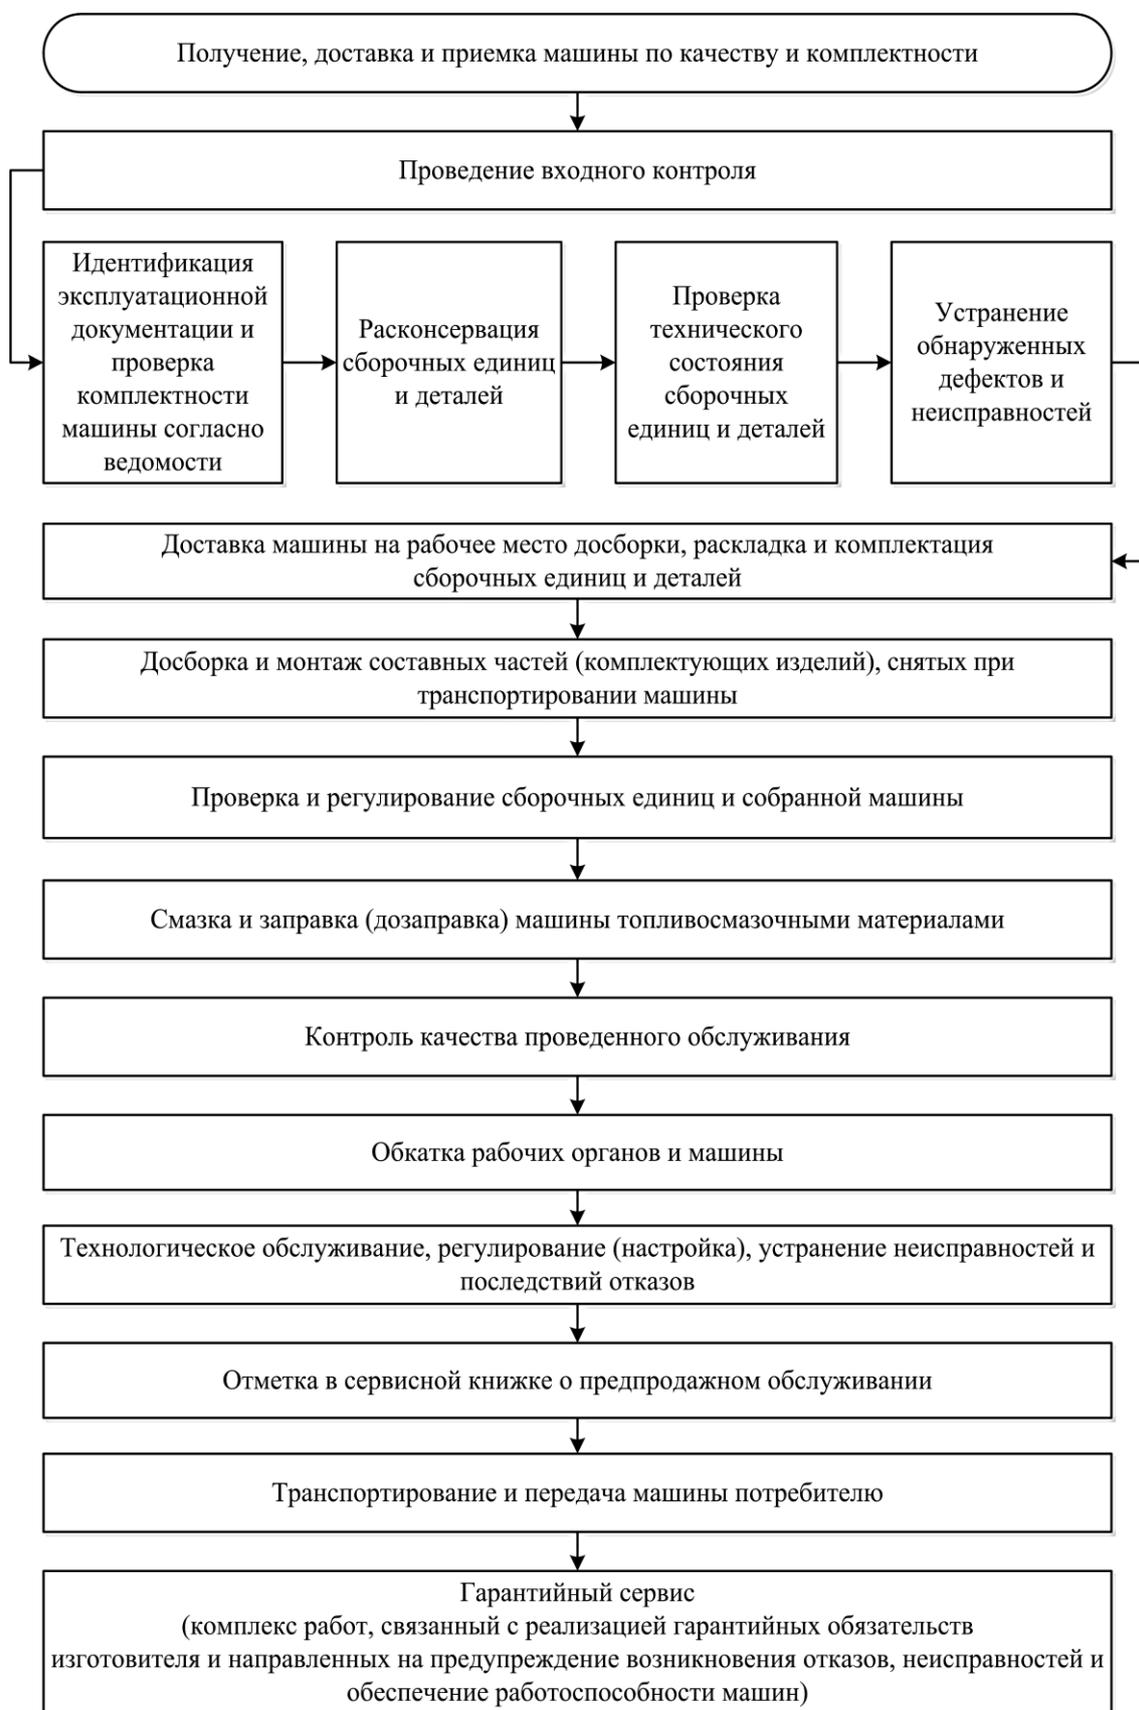 Получение, доставка и приемка машины по качеству и комплектности
Проведение входного контроля
Идентификация
эксплуатационной
документации и
проверка
комплектности
машины согласно
ведомости
Расконсервация
сборочных единиц
и деталей
Проверка
технического
состояния
сборочных
единиц и деталей
Устранение
обнаруженных
дефектов и
неисправностей
Доставка машины на рабочее место досборки, раскладка и комплектация
сборочных единиц и деталей
Досборка и монтаж составных частей (комплектующих изделий), снятых при
транспортировании машины
Проверка и регулирование сборочных единиц и собранной машины
Смазка и заправка (дозаправка) машины топливосмазочными материалами
Контроль качества проведенного обслуживания
Обкатка рабочих органов и машины
Технологическое обслуживание, регулирование (настройка), устранение неисправностей и
последствий отказов
Отметка в сервисной книжке о предпродажном обслуживании
Транспортирование и передача машины потребителю
Гарантийный сервис
(комплекс работ, связанный с реализацией гарантийных обязательств
изготовителя и направленных на предупреждение возникновения отказов, неисправностей и
обеспечение работоспособности машин)